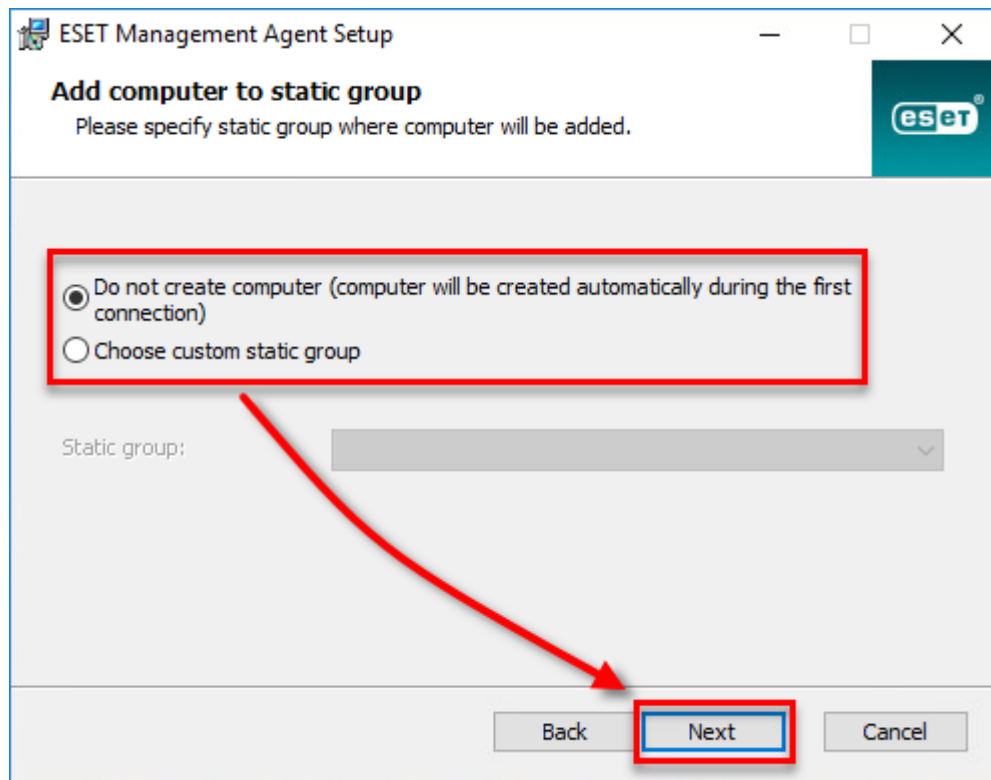 ESET Management Agent Setup
Add computer to static group
Please specify static group where computer will be added.
eseT®
Do not create computer (computer will be created automatically during the first
connection)
Choose custom static group
Static group:
Back
Next
Cancel